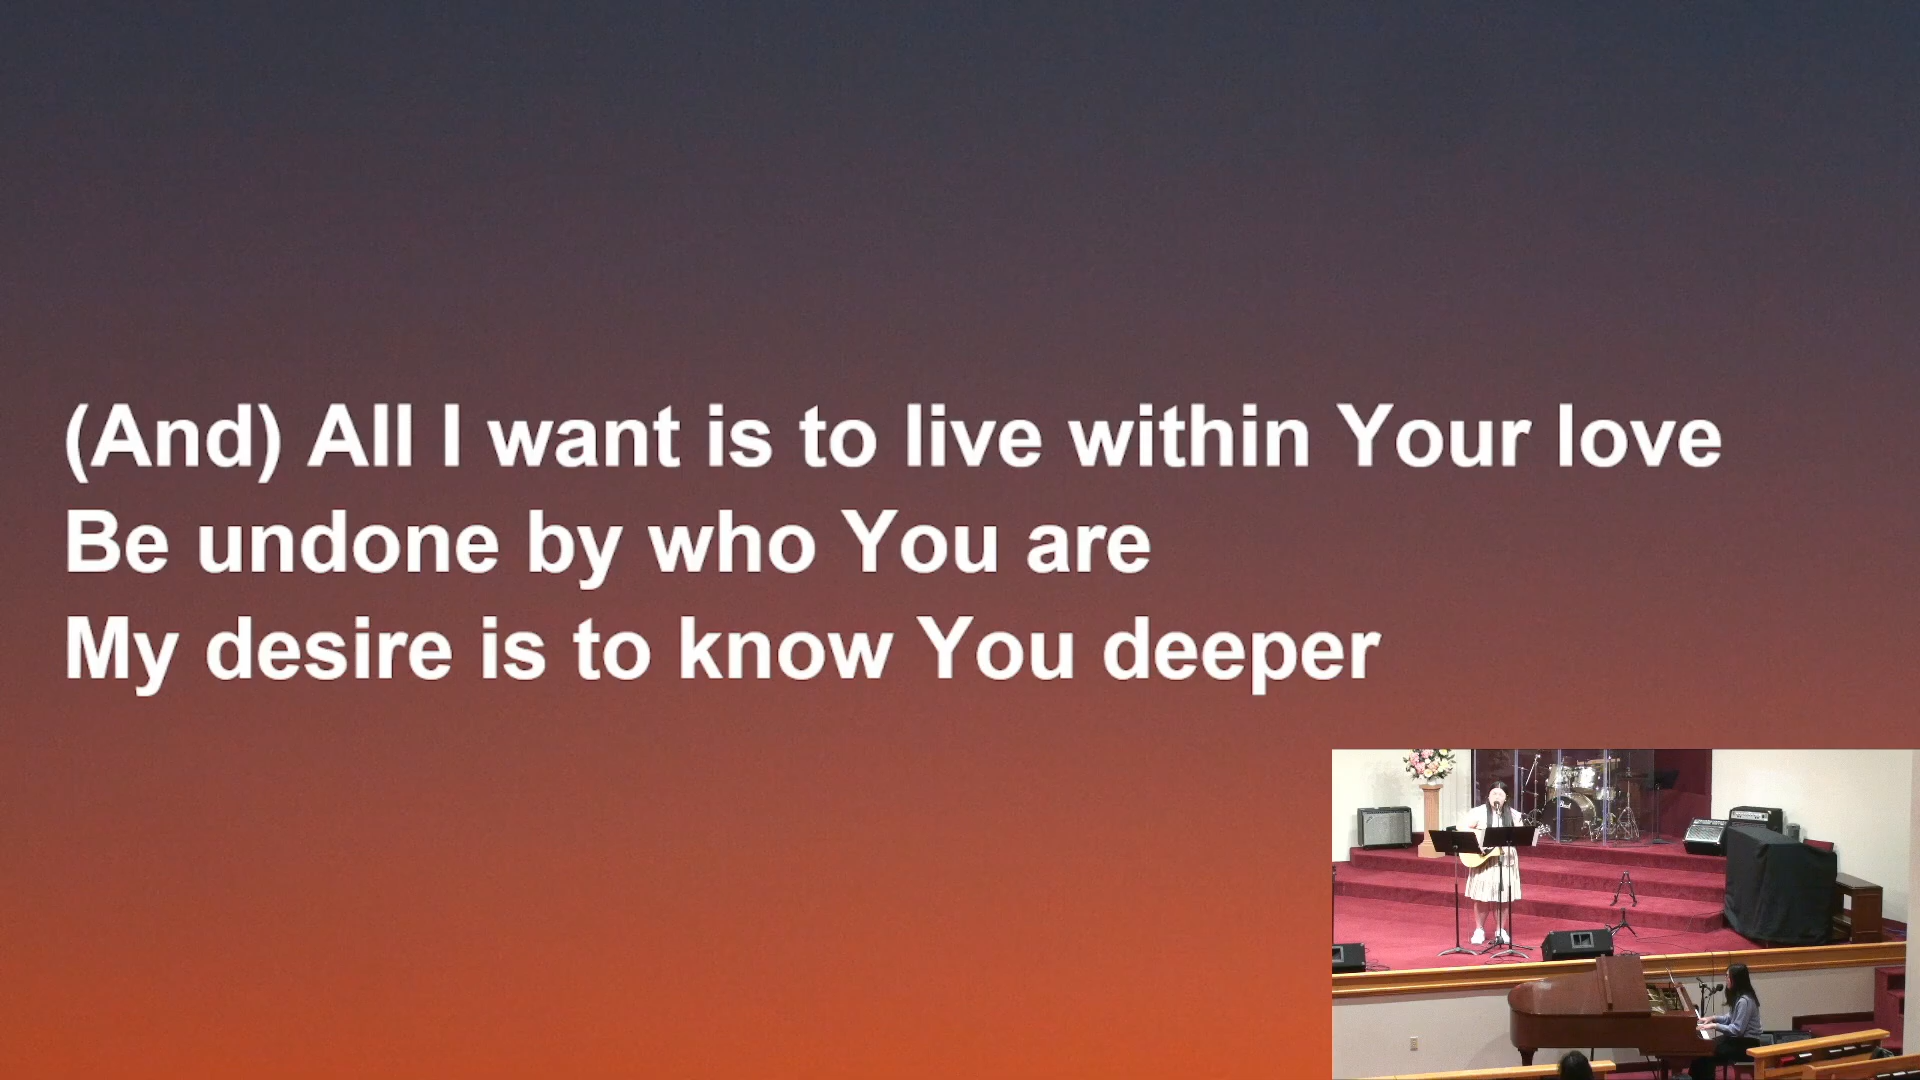 (And) All I want is to live within Your love
Be undone by who You are
My desire is to know You deeper